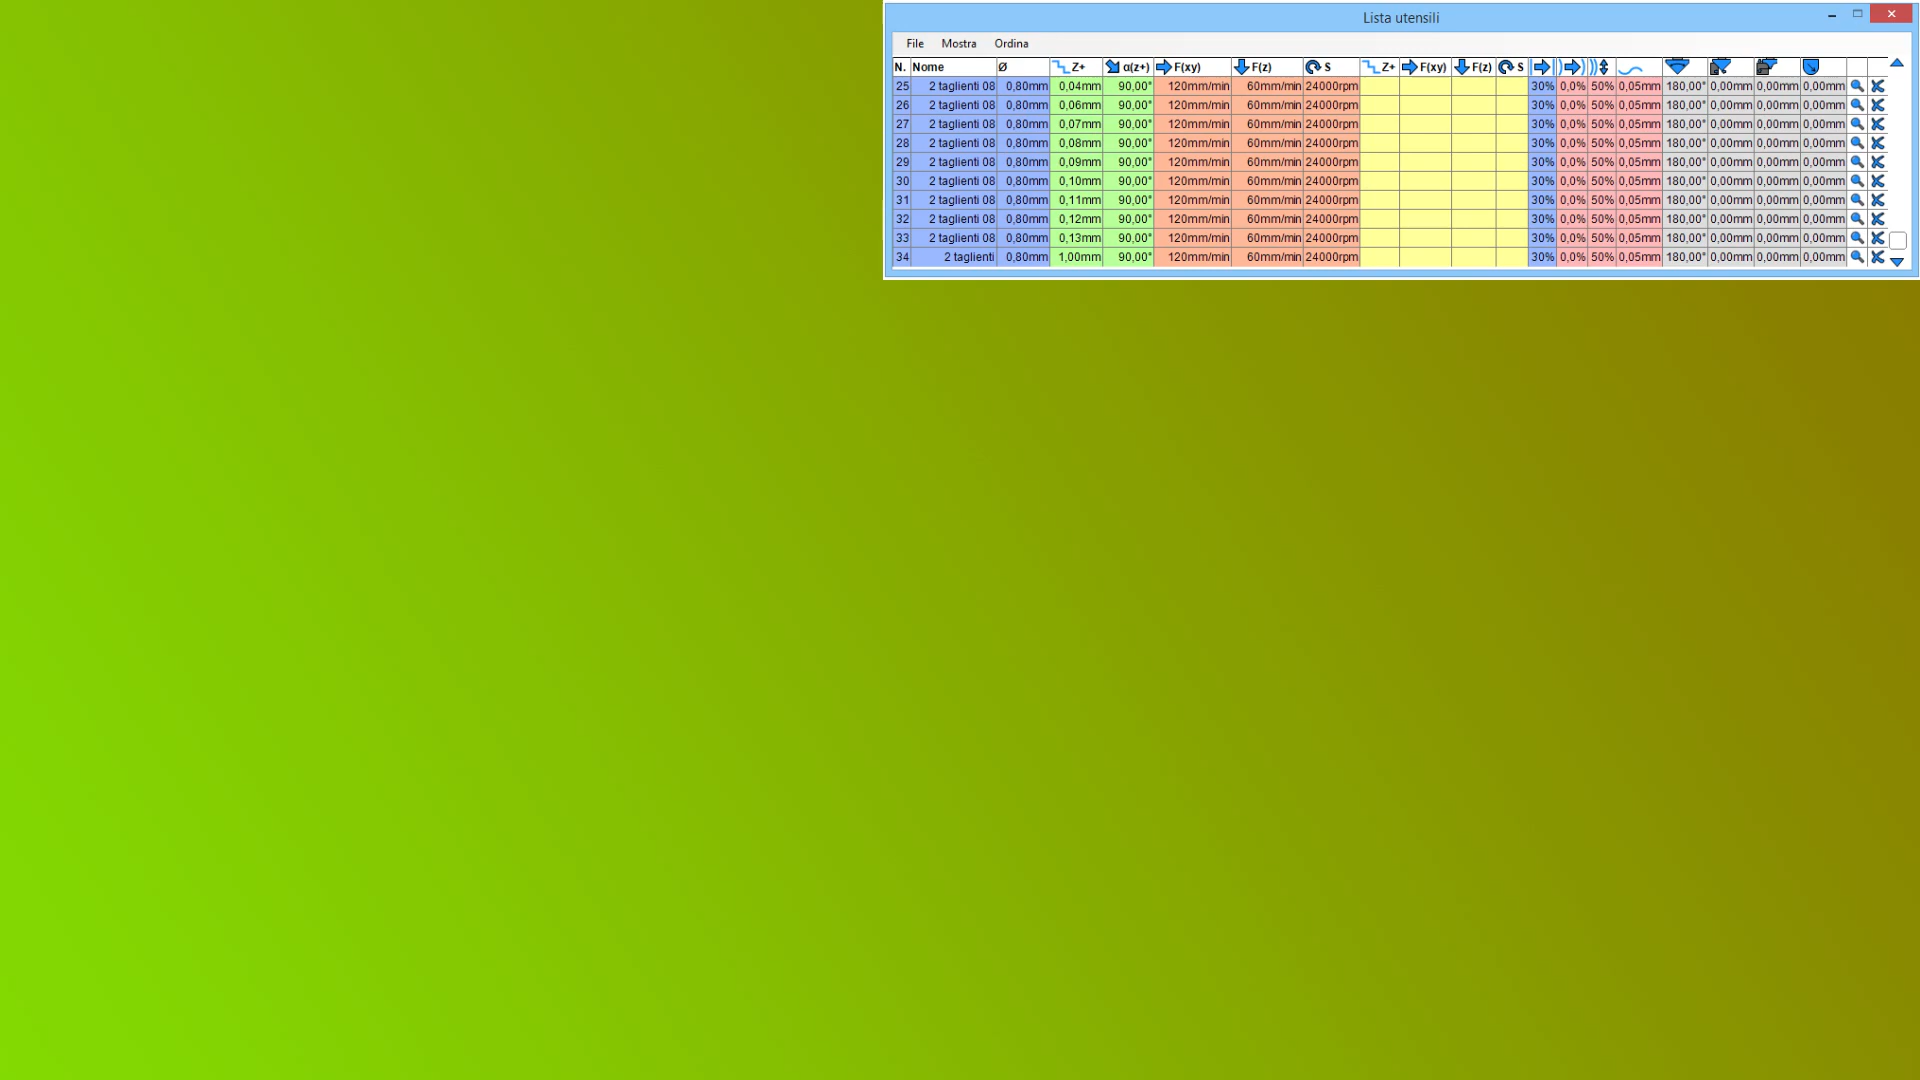 Lista utensili
File Mostra Ordina
N. Nome Ø Z+ α(z+) F(xy) F(z) S Z+ F(xy) F(z) S
25 2 taglienti 08 0,80mm 0,04mm 90,00° 120mm/min 60mm/min 24000rpm 30% 0,0% 50% 0,05mm 180,00° 0,00mm 0,00mm 0,00mm
26 2 taglienti 08 0,80mm 0,06mm 90,00° 120mm/min 60mm/min 24000rpm 30% 0,0% 50% 0,05mm 180,00° 0,00mm 0,00mm 0,00mm
27 2 taglienti 08 0,80mm 0,07mm 90,00° 120mm/min 60mm/min 24000rpm 30% 0,0% 50% 0,05mm 180,00° 0,00mm 0,00mm 0,00mm
28 2 taglienti 08 0,80mm 0,08mm 90,00° 120mm/min 60mm/min 24000rpm 30% 0,0% 50% 0,05mm 180,00° 0,00mm 0,00mm 0,00mm
29 2 taglienti 08 0,80mm 0,09mm 90,00° 120mm/min 60mm/min 24000rpm 30% 0,0% 50% 0,05mm 180,00° 0,00mm 0,00mm 0,00mm
30 2 taglienti 08 0,80mm 0,10mm 90,00° 120mm/min 60mm/min 24000rpm 30% 0,0% 50% 0,05mm 180,00° 0,00mm 0,00mm 0,00mm
31 2 taglienti 08 0,80mm 0,11mm 90,00° 120mm/min 60mm/min 24000rpm 30% 0,0% 50% 0,05mm 180,00° 0,00mm 0,00mm 0,00mm
32 2 taglienti 08 0,80mm 0,12mm 90,00° 120mm/min 60mm/min 24000rpm 30% 0,0% 50% 0,05mm 180,00° 0,00mm 0,00mm 0,00mm
33 2 taglienti 08 0,80mm 0,13mm 90,00° 120mm/min 60mm/min 24000rpm 30% 0,0% 50% 0,05mm 180,00° 0,00mm 0,00mm 0,00mm
34 2 taglienti 0,80mm 1,00mm 90,00° 120mm/min 60mm/min 24000rpm 30% 0,0% 50% 0,05mm 180,00° 0,00mm 0,00mm 0,00mm